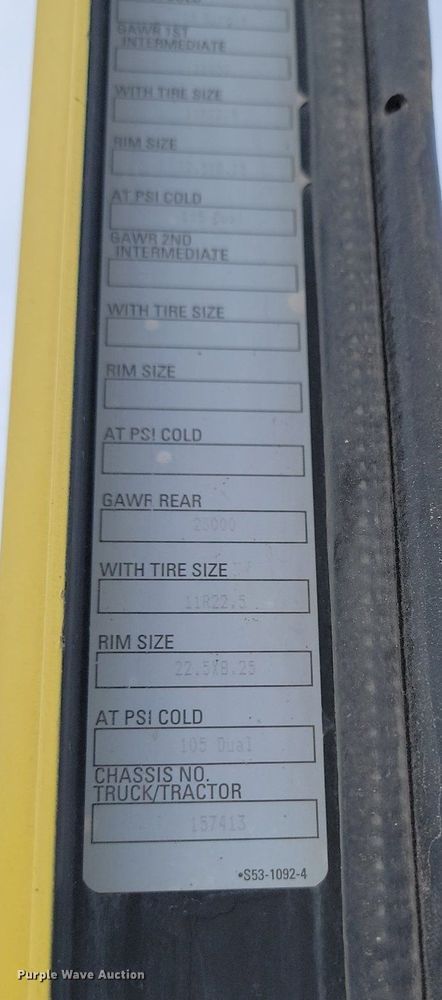 GAWR 1ST
INTERMEDIATE
WITH TIRE SIZE
RIM SIZE
AT PSI COLD
GAWR 2ND
INTERMEDIATE
WITH TIRE SIZE
RIM SIZE
AT PSI COLD
GAWR REAR
WITH TIRE SIZE
11R22.5
RIM SIZE
22.5X8.25
AT PSI COLD
105 Dual
CHASSIS NO.
TRUCK/TRACTOR
157413
•S53-1092-4
Purple Wave Auction